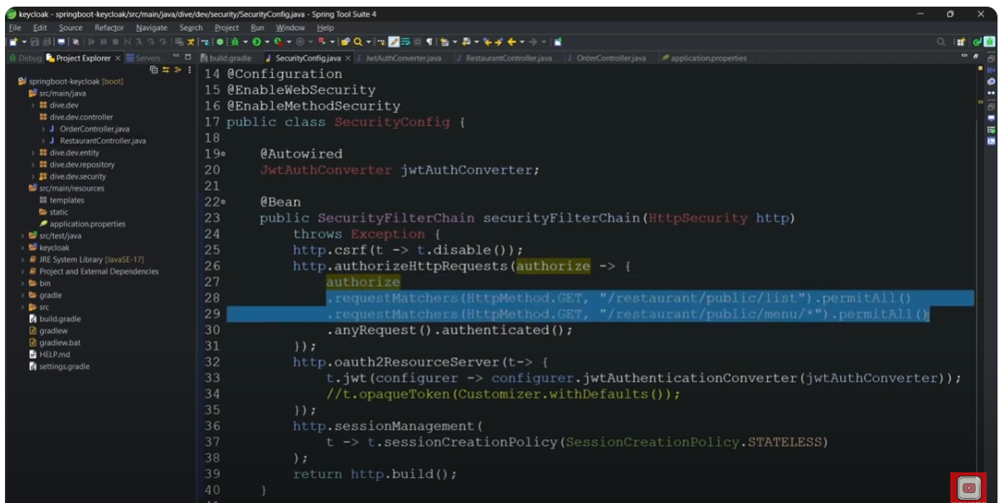 keycloak - springboot-keycloak/src/main/java/dive/dev/security/SecurityConfig.java - Spring Tool Suite 4
File Edit Source Refactor Navigate Search Project Run Window Help
Debug Project Explorer × Servers
build.gradle SecurityConfig.java × JwtAuthConverter.java RestaurantController.java OrderController.java application.properties
springboot-keycloak [boot]
src/main/java
dive.dev
dive.dev.controller
OrderController.java
RestaurantController.java
dive.dev.entity
dive.dev.repository
dive.dev.security
src/main/resources
templates
static
application.properties
src/test/java
keycloak
JRE System Library [JavaSE-17]
Project and External Dependencies
bin
gradle
src
build.gradle
gradlew
gradlew.bat
HELP.md
settings.gradle
14 @Configuration
15 @EnableWebSecurity
16 @EnableMethodSecurity
17 public class SecurityConfig {
18
19 @Autowired
20 JwtAuthConverter jwtAuthConverter;
21
22 @Bean
23 public SecurityFilterChain securityFilterChain(HttpSecurity http)
24 throws Exception {
25 http.csrf(t -> t.disable());
26 http.authorizeHttpRequests(authorize -> {
27 authorize
28 .requestMatchers(HttpMethod.GET, "/restaurant/public/list").permitAll()
29 .requestMatchers(HttpMethod.GET, "/restaurant/public/menu/*").permitAll()
30 .anyRequest().authenticated();
31 });
32 http.oauth2ResourceServer(t-> {
33 t.jwt(configurer -> configurer.jwtAuthenticationConverter(jwtAuthConverter));
34 //t.opaqueToken(Customizer.withDefaults());
35 });
36 http.sessionManagement(
37 t -> t.sessionCreationPolicy(SessionCreationPolicy.STATELESS)
38 );
39 return http.build();
40 }